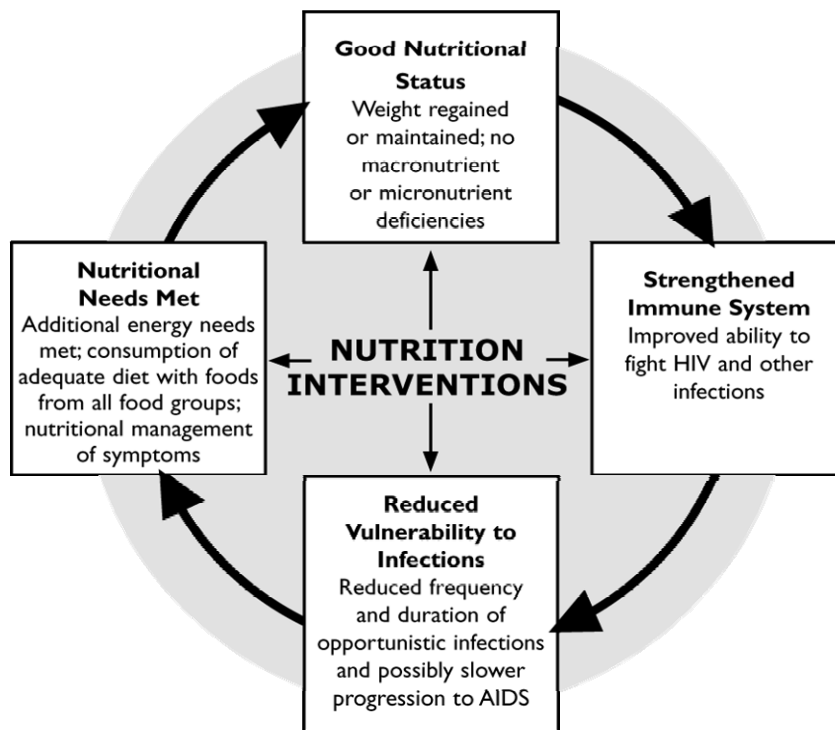 Good Nutritional
Status
Weight regained
or maintained; no
macronutrient
or micronutrient
deficiencies
Nutritional
Needs Met
Additional energy needs
met; consumption of
adequate diet with foods
from all food groups;
nutritional management
of symptoms
NUTRITION
INTERVENTIONS
Strengthened
Immune System
Improved ability to
fight HIV and other
infections
Reduced
Vulnerability to
Infections
Reduced frequency
and duration of
opportunistic infections
and possibly slower
progression to AIDS